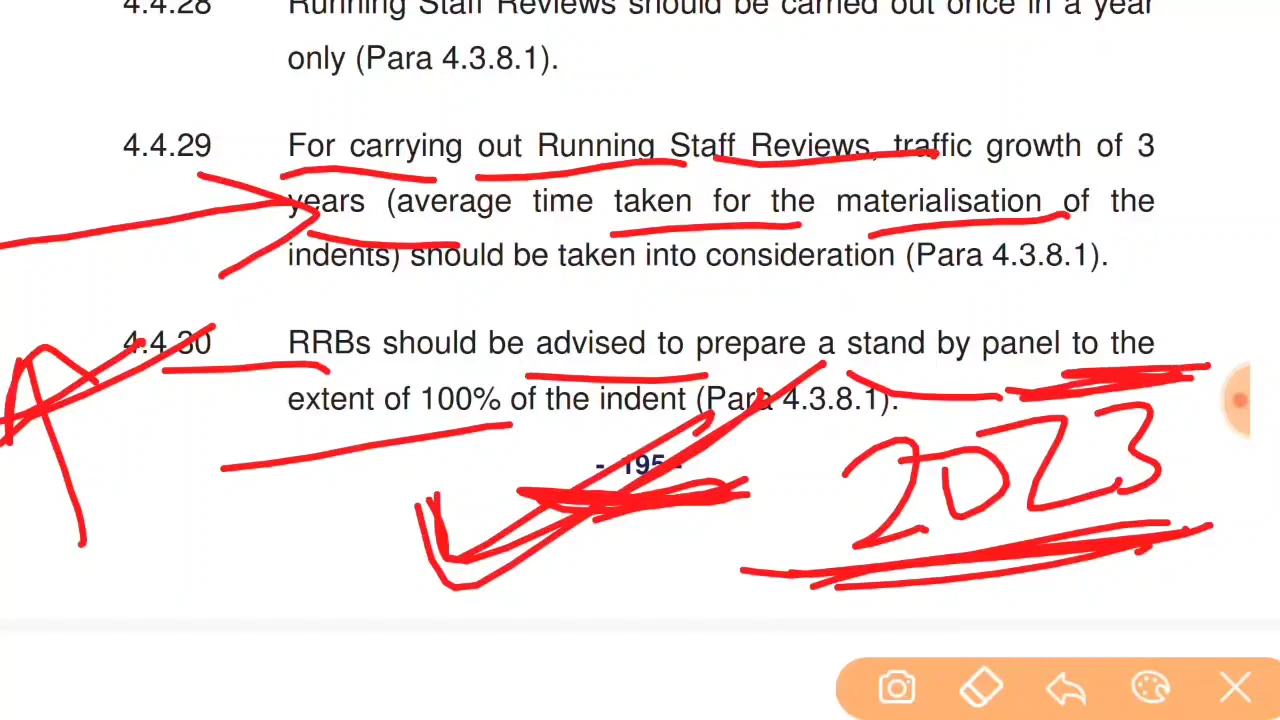 4.4.28 Running Staff Reviews should be carried out once in a year
only (Para 4.3.8.1).
4.4.29 For carrying out Running Staff Reviews, traffic growth of 3
years (average time taken for the materialisation of the
indents) should be taken into consideration (Para 4.3.8.1).
4.4.30 RRBs should be advised to prepare a stand by panel to the
extent of 100% of the indent (Para 4.3.8.1).
- 195 -
2023